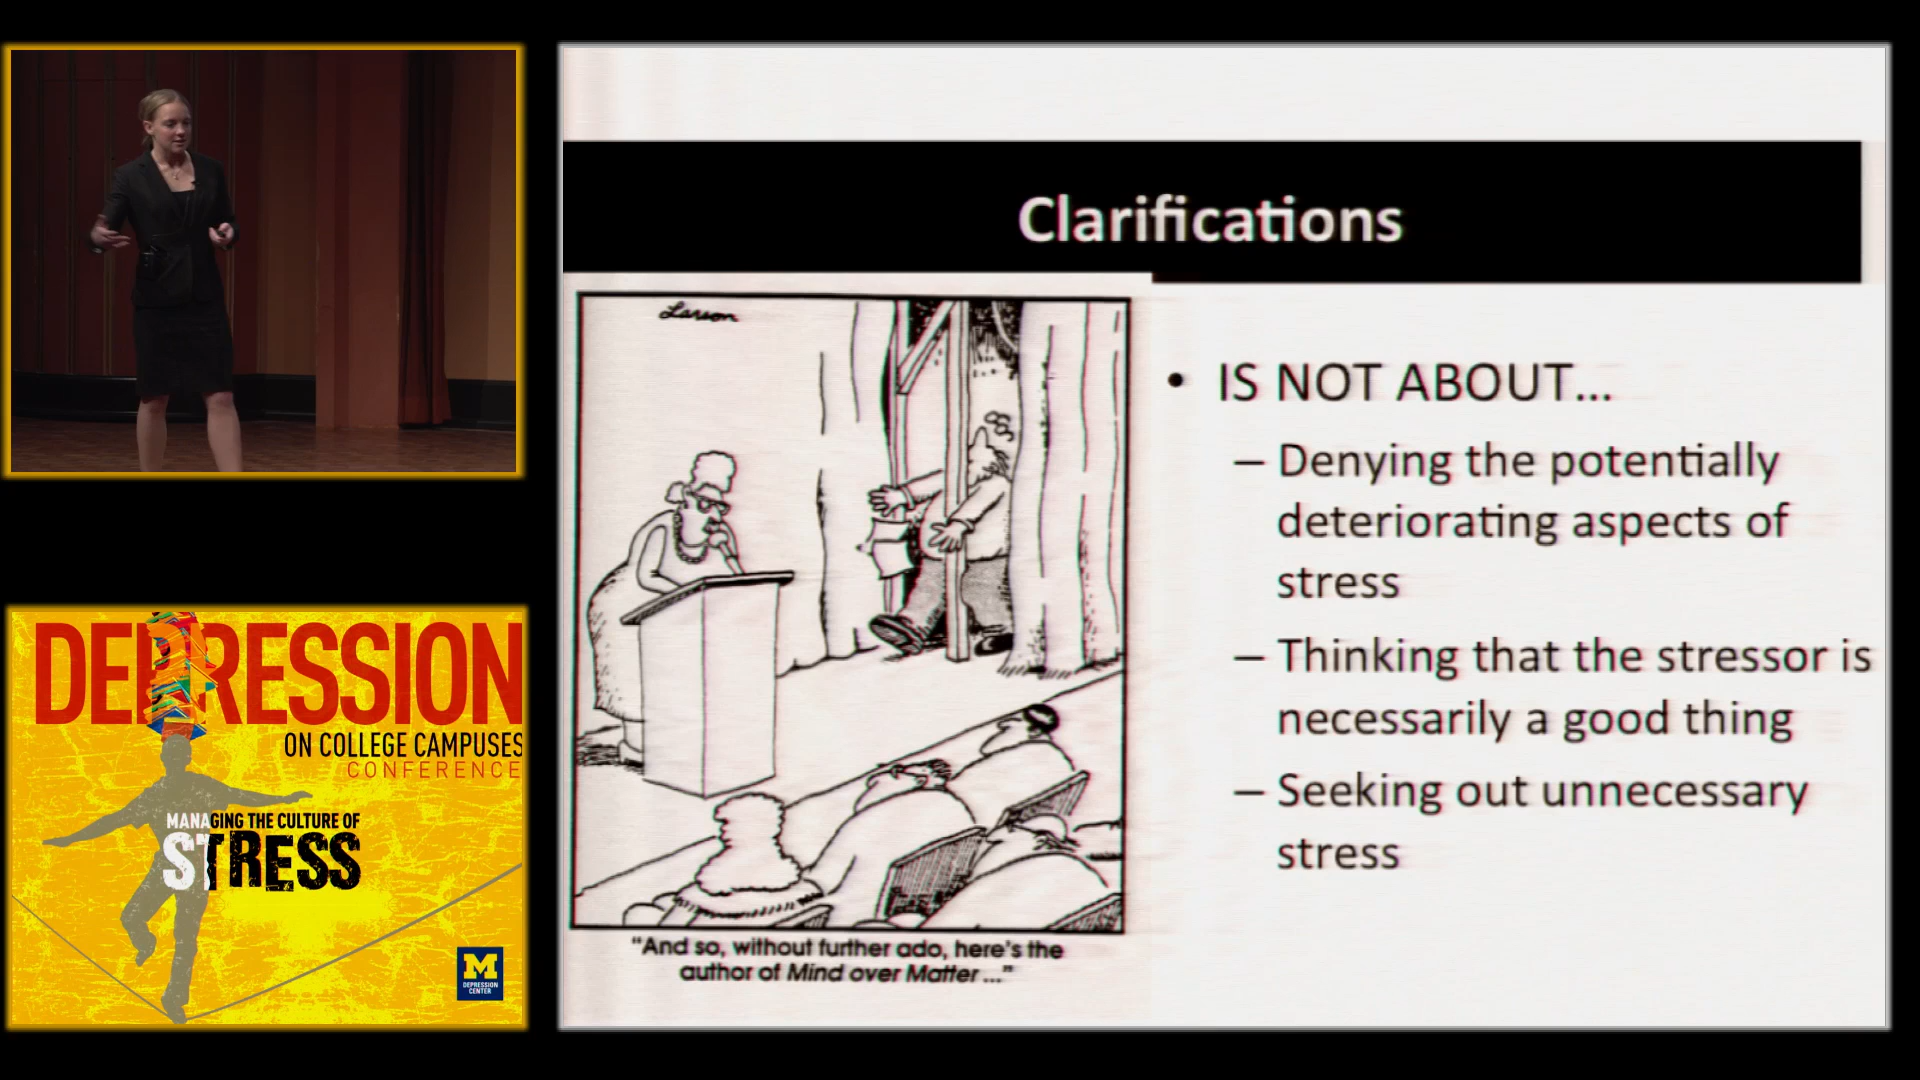 Clarifications
Larson
"And so, without further ado, here's the
author of Mind over Matter ..."
• IS NOT ABOUT...
– Denying the potentially
deteriorating aspects of
stress
– Thinking that the stressor is
necessarily a good thing
– Seeking out unnecessary
stress
DEPRESSION
ON COLLEGE CAMPUSES
CONFERENCE
MANAGING THE CULTURE OF
STRESS
M
DEPRESSION
CENTER